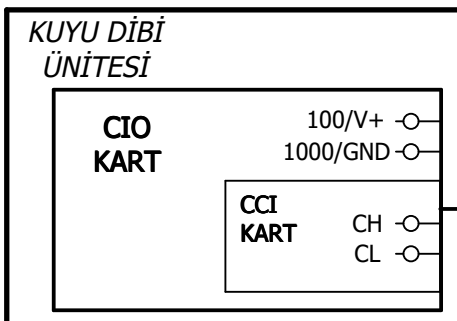 KUYU DİBİ
ÜNİTESİ
CIO
KART
100/V+
1000/GND
CCI
KART
CH
CL